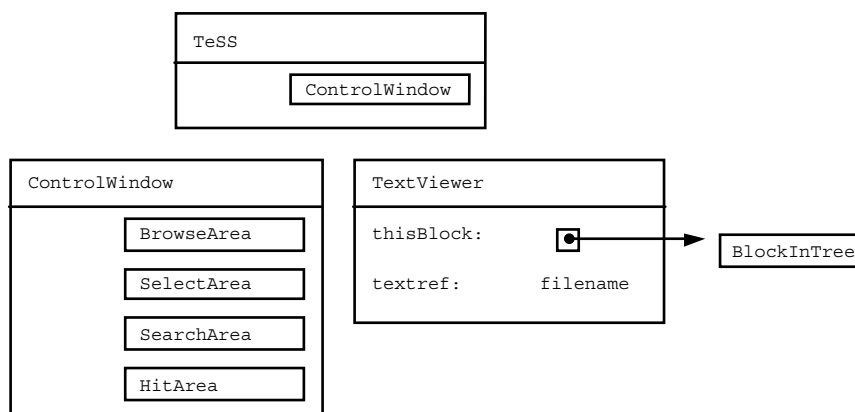 TeSS
ControlWindow
ControlWindow
BrowseArea
SelectArea
SearchArea
HitArea
TextViewer
thisBlock:
textref: filename
BlockInTree